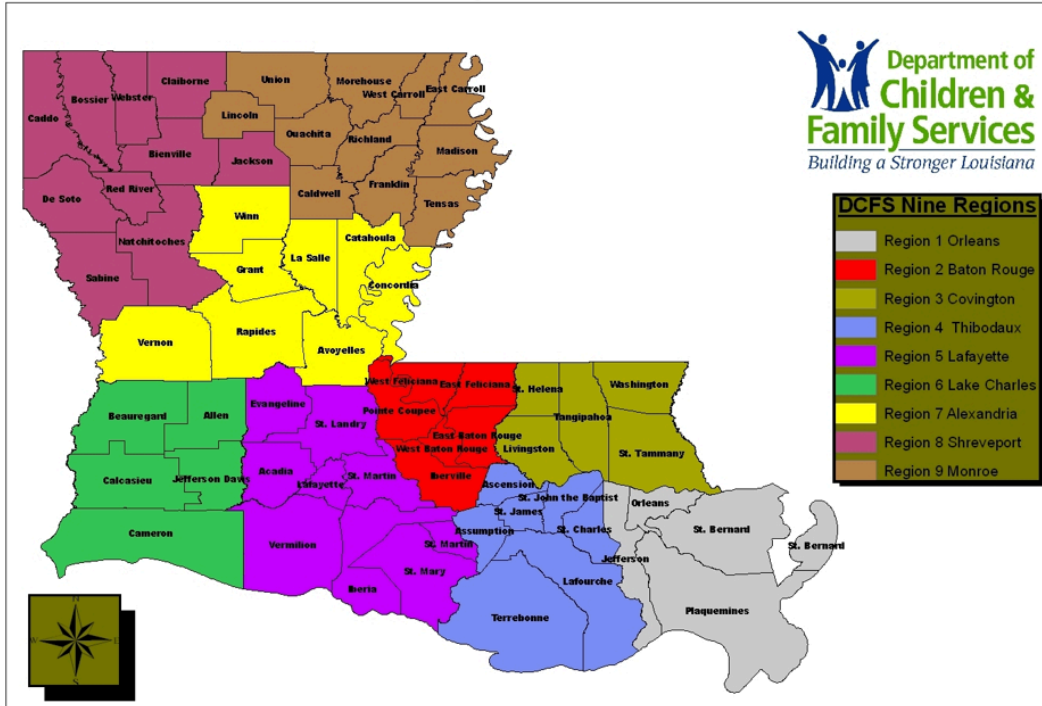 Department of
Children &
Family Services
Building a Stronger Louisiana
DCFS Nine Regions
Region 1 Orleans
Region 2 Baton Rouge
Region 3 Covington
Region 4 Thibodaux
Region 5 Lafayette
Region 6 Lake Charles
Region 7 Alexandria
Region 8 Shreveport
Region 9 Monroe
Caddo
Bossier
Webster
Claiborne
Union
Morehouse
West Carroll
East Carroll
Lincoln
Ouachita
Richland
Madison
Bienville
Jackson
De Soto
Red River
Caldwell
Franklin
Tensas
Natchitoches
Winn
Sabine
Grant
La Salle
Catahoula
Concordia
Vernon
Rapides
Avoyelles
West Feliciana
East Feliciana
St. Helena
Washington
Beauregard
Allen
Evangeline
St. Landry
Pointe Coupee
Tangipahoa
East Baton Rouge
West Baton Rouge
Livingston
St. Tammany
Calcasieu
Jefferson Davis
Acadia
Lafayette
St. Martin
Iberville
Ascension
St. John the Baptist
St. James
Orleans
St. Bernard
St. Bernard
Cameron
Vermilion
St. Martin
Assumption
St. Charles
Jefferson
St. Mary
Iberia
Lafourche
Terrebonne
Plaquemines
N
W
E
S